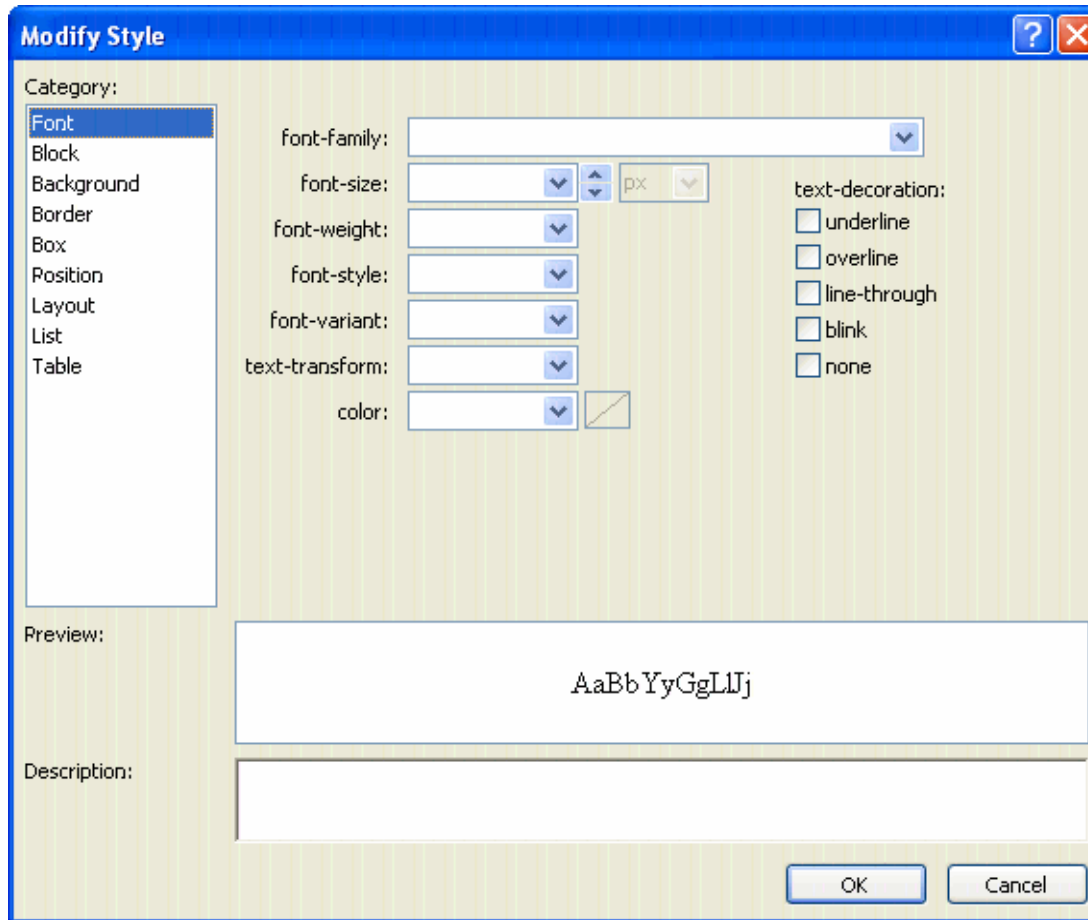 Modify Style
Category:
Font
Block
Background
Border
Box
Position
Layout
List
Table
font-family:
font-size:
px
font-weight:
font-style:
font-variant:
text-transform:
color:
text-decoration:
underline
overline
line-through
blink
none
Preview:
AaBbYyGgLlJj
Description:
OK
Cancel